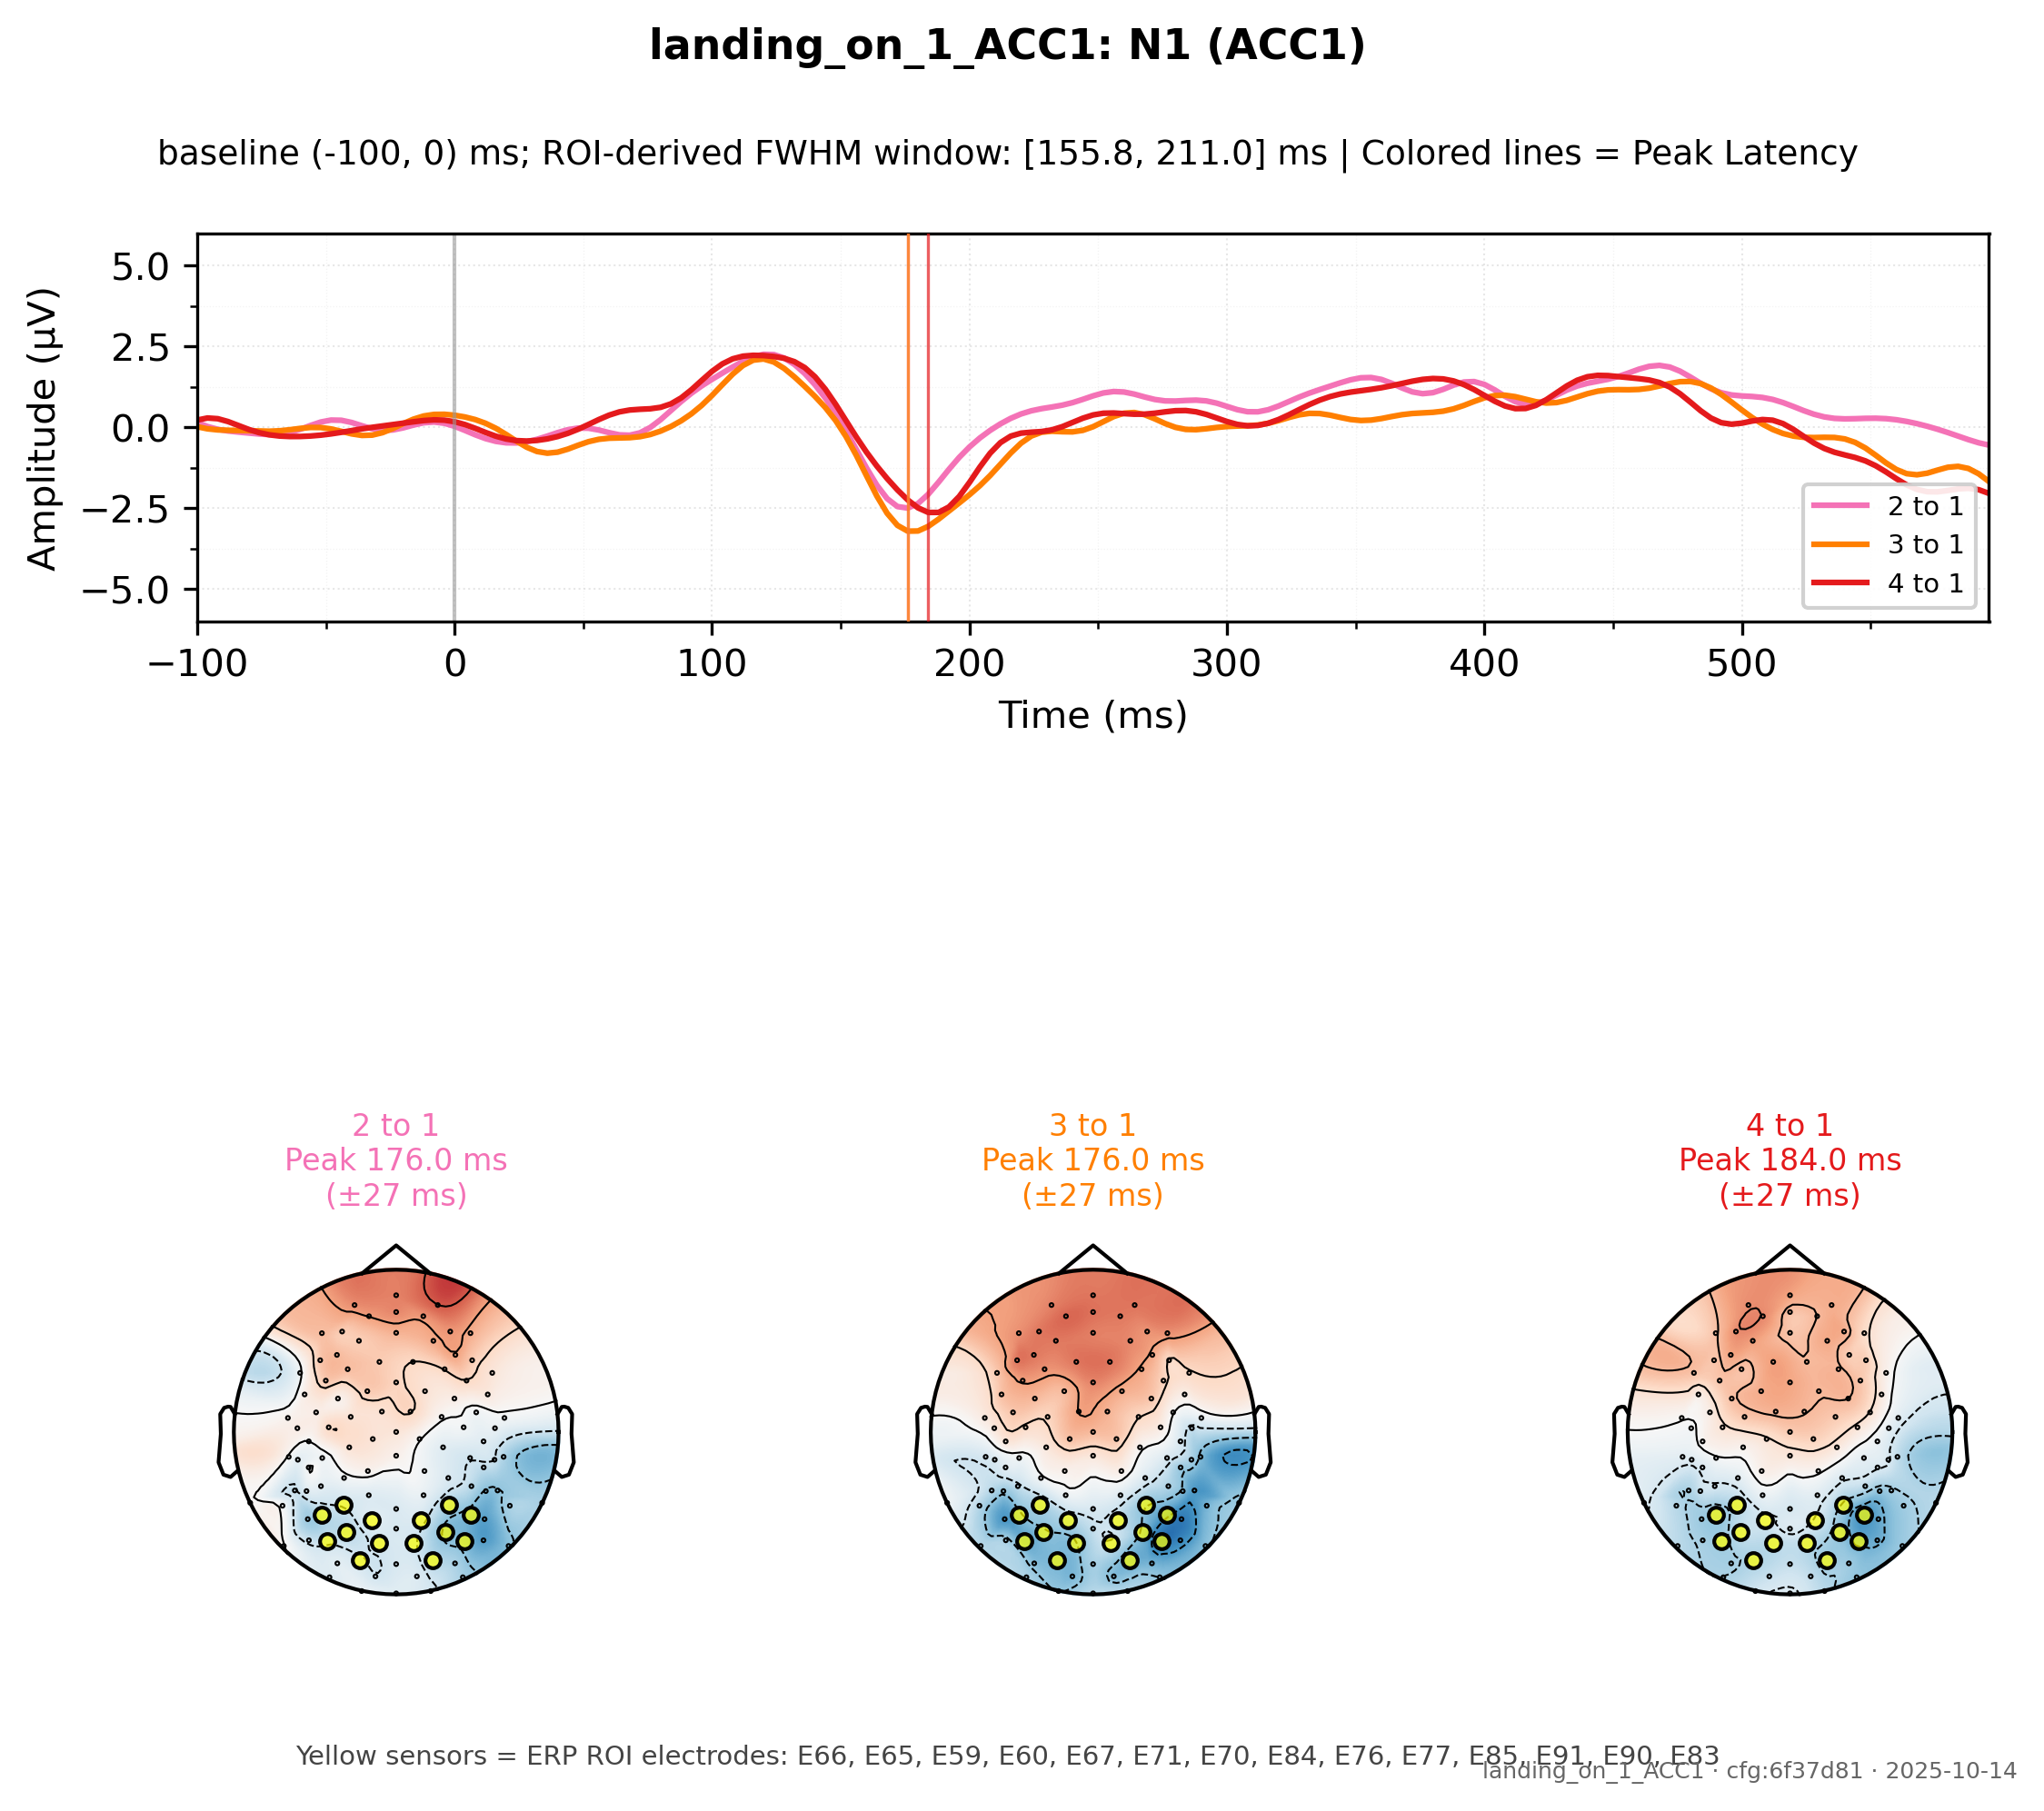 landing_on_1_ACC1: N1 (ACC1)
baseline (-100, 0) ms; ROI-derived FWHM window: [155.8, 211.0] ms | Colored lines = Peak Latency
Amplitude (µV)
5.0
2.5
0.0
−2.5
−5.0
2 to 1
3 to 1
4 to 1
−100
0
100
200
300
400
500
Time (ms)
2 to 1
Peak 176.0 ms
(±27 ms)
3 to 1
Peak 176.0 ms
(±27 ms)
4 to 1
Peak 184.0 ms
(±27 ms)
Yellow sensors = ERP ROI electrodes: E66, E65, E59, E60, E67, E71, E70, E84, E76, E77, E85, E91, E90, E83
landing_on_1_ACC1 · cfg:6f37d81 · 2025-10-14